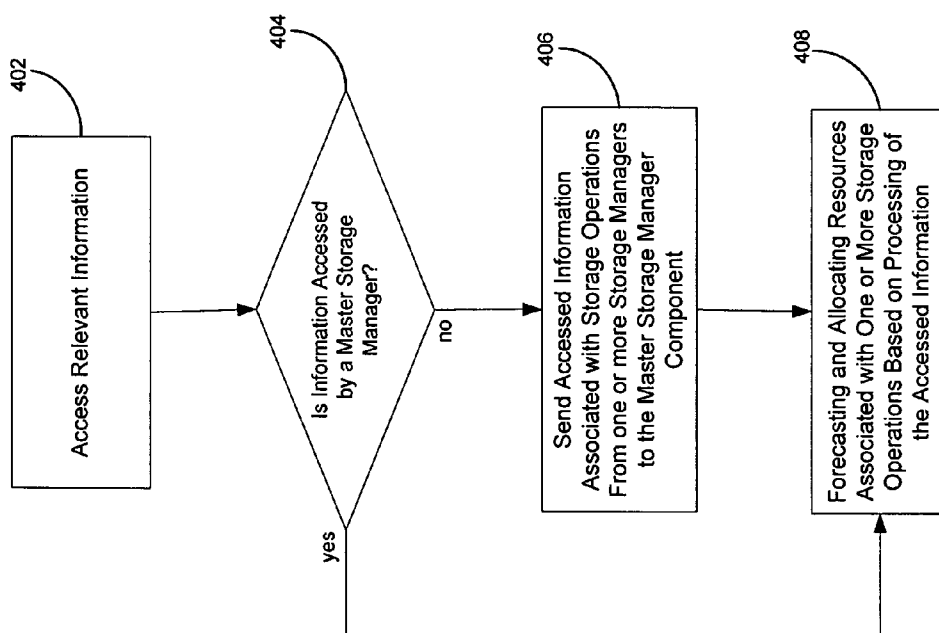 402
Access Relevant Information
404
Is Information Accessed
by a Master Storage
Manager?
yes
no
406
Send Accessed Information
Associated with Storage Operations
From one or more Storage Managers
to the Master Storage Manager
Component
408
Forecasting and Allocating Resources
Associated with One or More Storage
Operations Based on Processing of
the Accessed Information